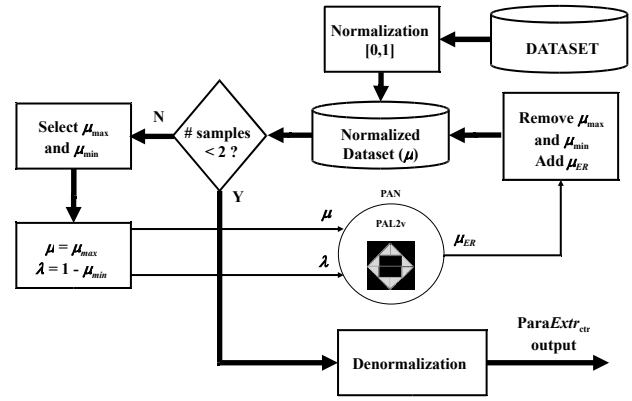 Normalization
[0,1]
DATASET
N
Select μmax
and μmin
# samples
< 2 ?
Normalized
Dataset (μ)
Remove μmax
and μmin
Add μER
Y
PAN
μ
PAL2v
μ = μmax
λ = 1 - μmin
λ
μER
ParaExtrctr
output
Denormalization